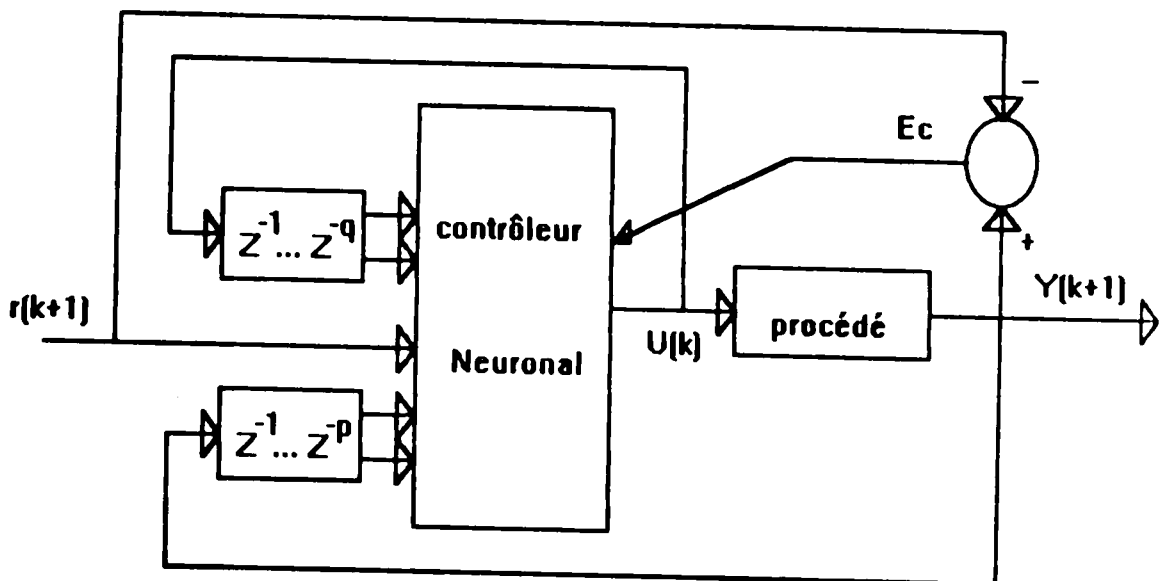 −
Ec
z^-1 ... z^-q
contrôleur
+
r(k+1)
Y(k+1)
U(k)
procédé
Neuronal
z^-1 ... z^-p